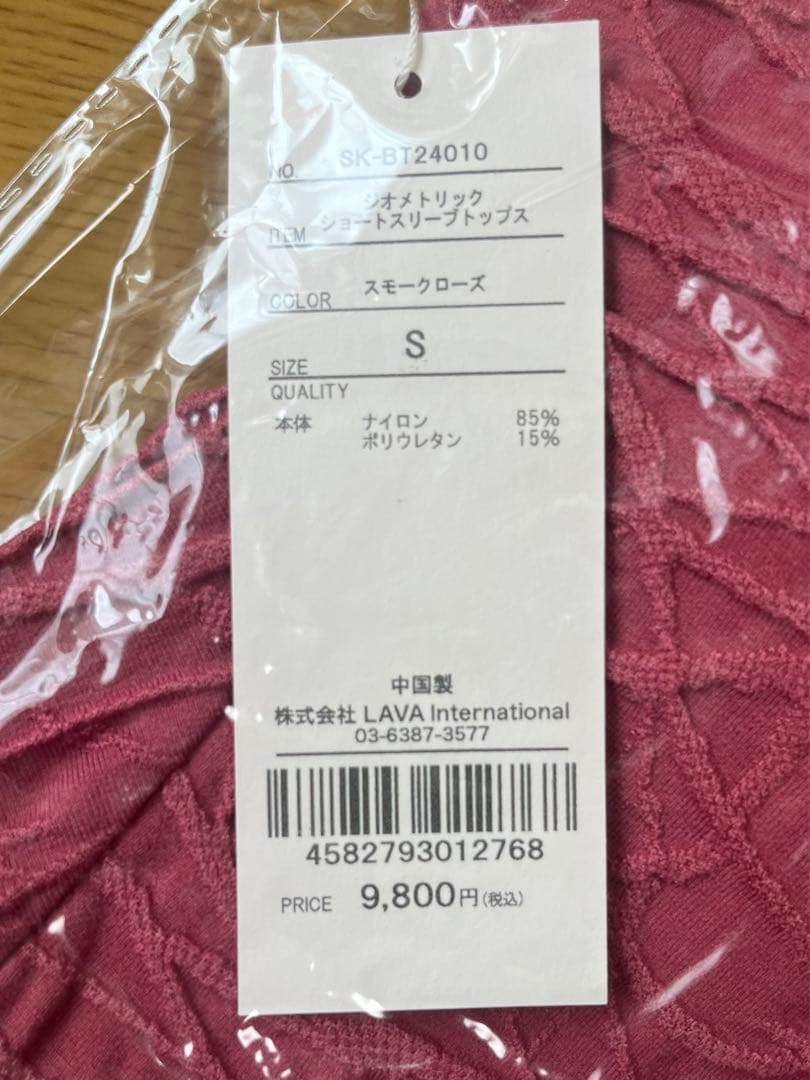 NO. SK-BT24010
ジオメトリック
ITEM ショートスリーブトップス
COLOR スモークローズ
SIZE S
QUALITY
本体 ナイロン 85%
ポリウレタン 15%
中国製
株式会社 LAVA International
03-6387-3577
4582793012768
PRICE 9,800円(税込)